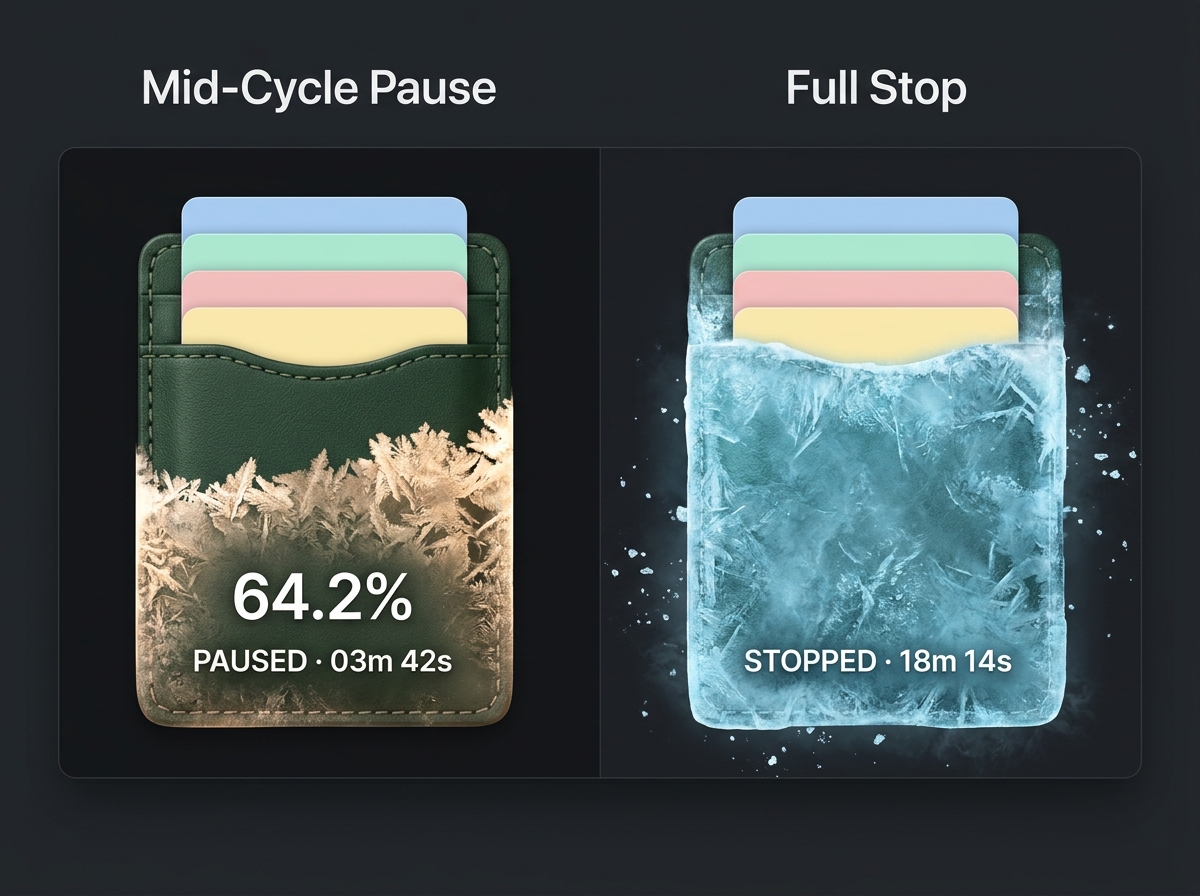 Mid-Cycle Pause
Full Stop
64.2%
PAUSED · 03m 42s
STOPPED · 18m 14s